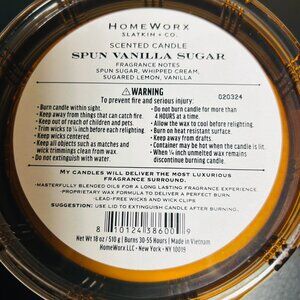 HOMEWORX
SLATKIN + CO.
SCENTED CANDLE
SPUN VANILLA SUGAR
FRAGRANCE NOTES
SPUN SUGAR, WHIPPED CREAM,
SUGARED LEMON, VANILLA
WARNING
To prevent fire and serious injury:
020324
• Burn candle within sight.
• Keep away from things that can catch fire.
• Keep out of reach of children and pets.
• Trim wicks to ¼ inch before each relighting.
• Keep wicks centered.
• Keep all objects such as matches and
wick trimmings clean from wax.
• Do not extinguish with water.
• Do not burn candle for more than
4 HOURS at a time.
• Allow the wax to cool before relighting.
• Burn on heat resistant surface.
• Keep away from drafts.
• Container may be hot when the candle is lit.
• When ¼ inch unmelted wax remains
discontinue burning candle.
MY CANDLES WILL DELIVER THE MOST LUXURIOUS
FRAGRANCE SURROUNDING.
•MASTERFULLY BLENDED OILS FOR A LONG LASTING FRAGRANCE EXPERIENCE
•PROPRIETARY WAX FORMULA TO DELIVER A PERFECT BURN
•LEAD-FREE WICKS AND WICK CLIPS
SUGGESTION: USE LID TO EXTINGUISH CANDLE AFTER BURNING.
8 10124 38600 9
Net Wt 18 oz / 510 g | Burns 30-55 Hours | Made in Vietnam
HomeWorx LLC • New York • NY
10019